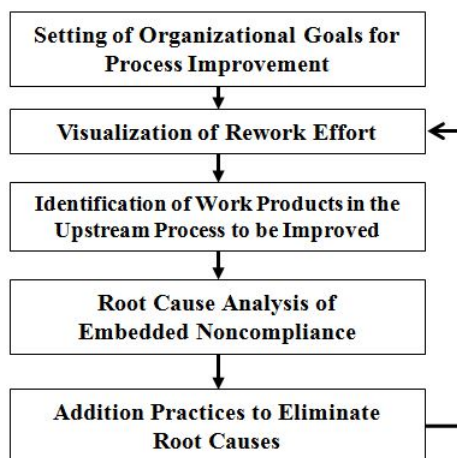 Setting of Organizational Goals for
Process Improvement
Visualization of Rework Effort
Identification of Work Products in the
Upstream Process to be Improved
Root Cause Analysis of
Embedded Noncompliance
Addition Practices to Eliminate
Root Causes